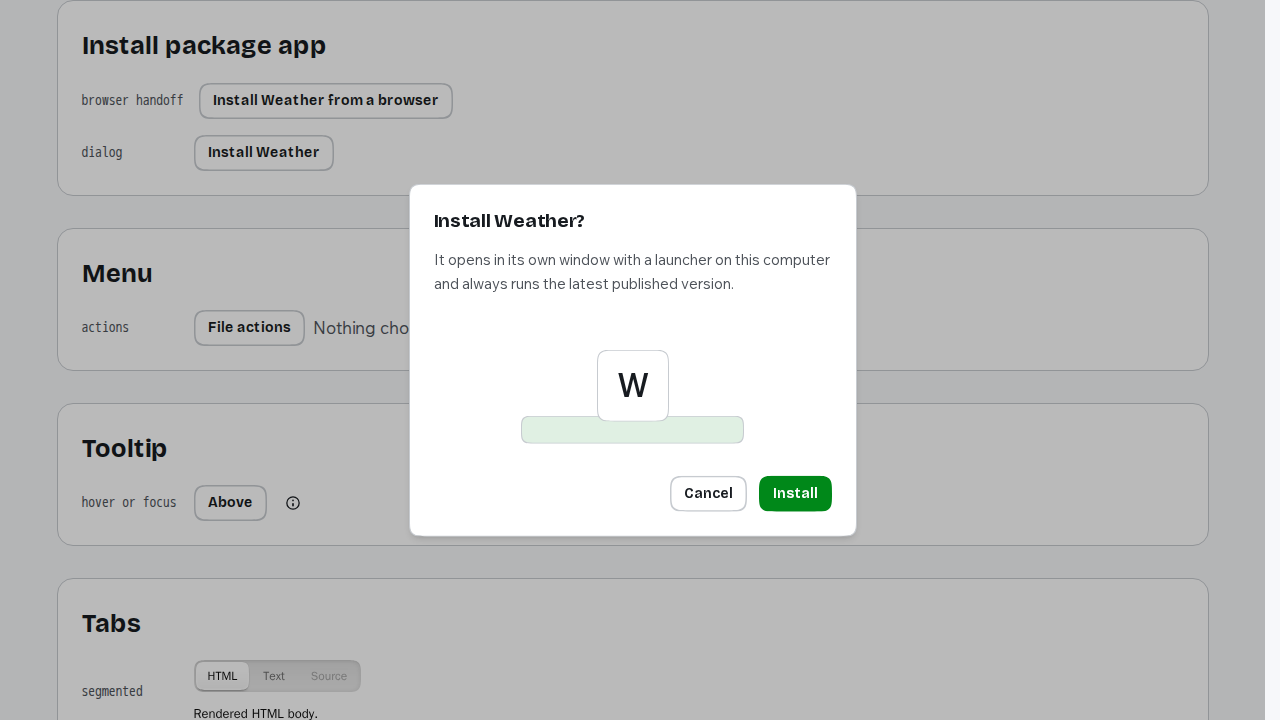 Install package app
browser handoff
Install Weather from a browser
dialog
Install Weather
Menu
actions
File actions
Nothing cho
Tooltip
hover or focus
Above
Tabs
segmented
HTML
Text
Source
Rendered HTML body.
Install Weather?
It opens in its own window with a launcher on this computer
and always runs the latest published version.
W
Cancel
Install